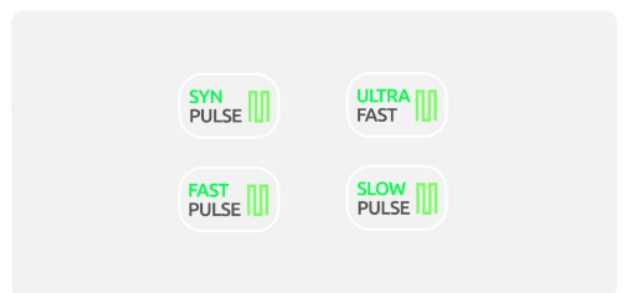 SYN
PULSE
ULTRA
FAST
FAST
PULSE
SLOW
PULSE